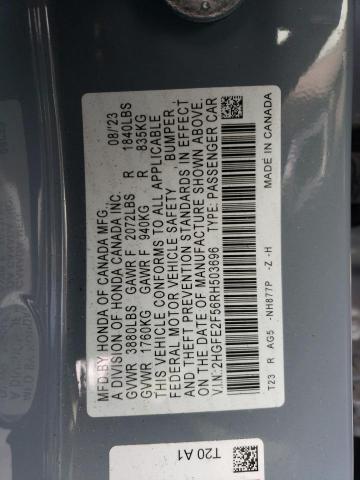 MFD.BY HONDA OF CANADA MFG., 08/'23
A DIVISION OF HONDA CANADA INC.
GVWR 3880LBS GAWR F 2072LBS R 1840LBS
GVWR 1760KG GAWR F 940KG R 835KG
THIS VEHICLE CONFORMS TO ALL APPLICABLE
FEDERAL MOTOR VEHICLE SAFETY, BUMPER,
AND THEFT PREVENTION STANDARDS IN EFFECT
ON THE DATE OF MANUFACTURE SHOWN ABOVE.
V.I.N: 2HGFE2F56RH503696 TYPE: PASSENGER CAR
T23 R AG5 -NH877P -Z -H
MADE IN CANADA
T20 A1